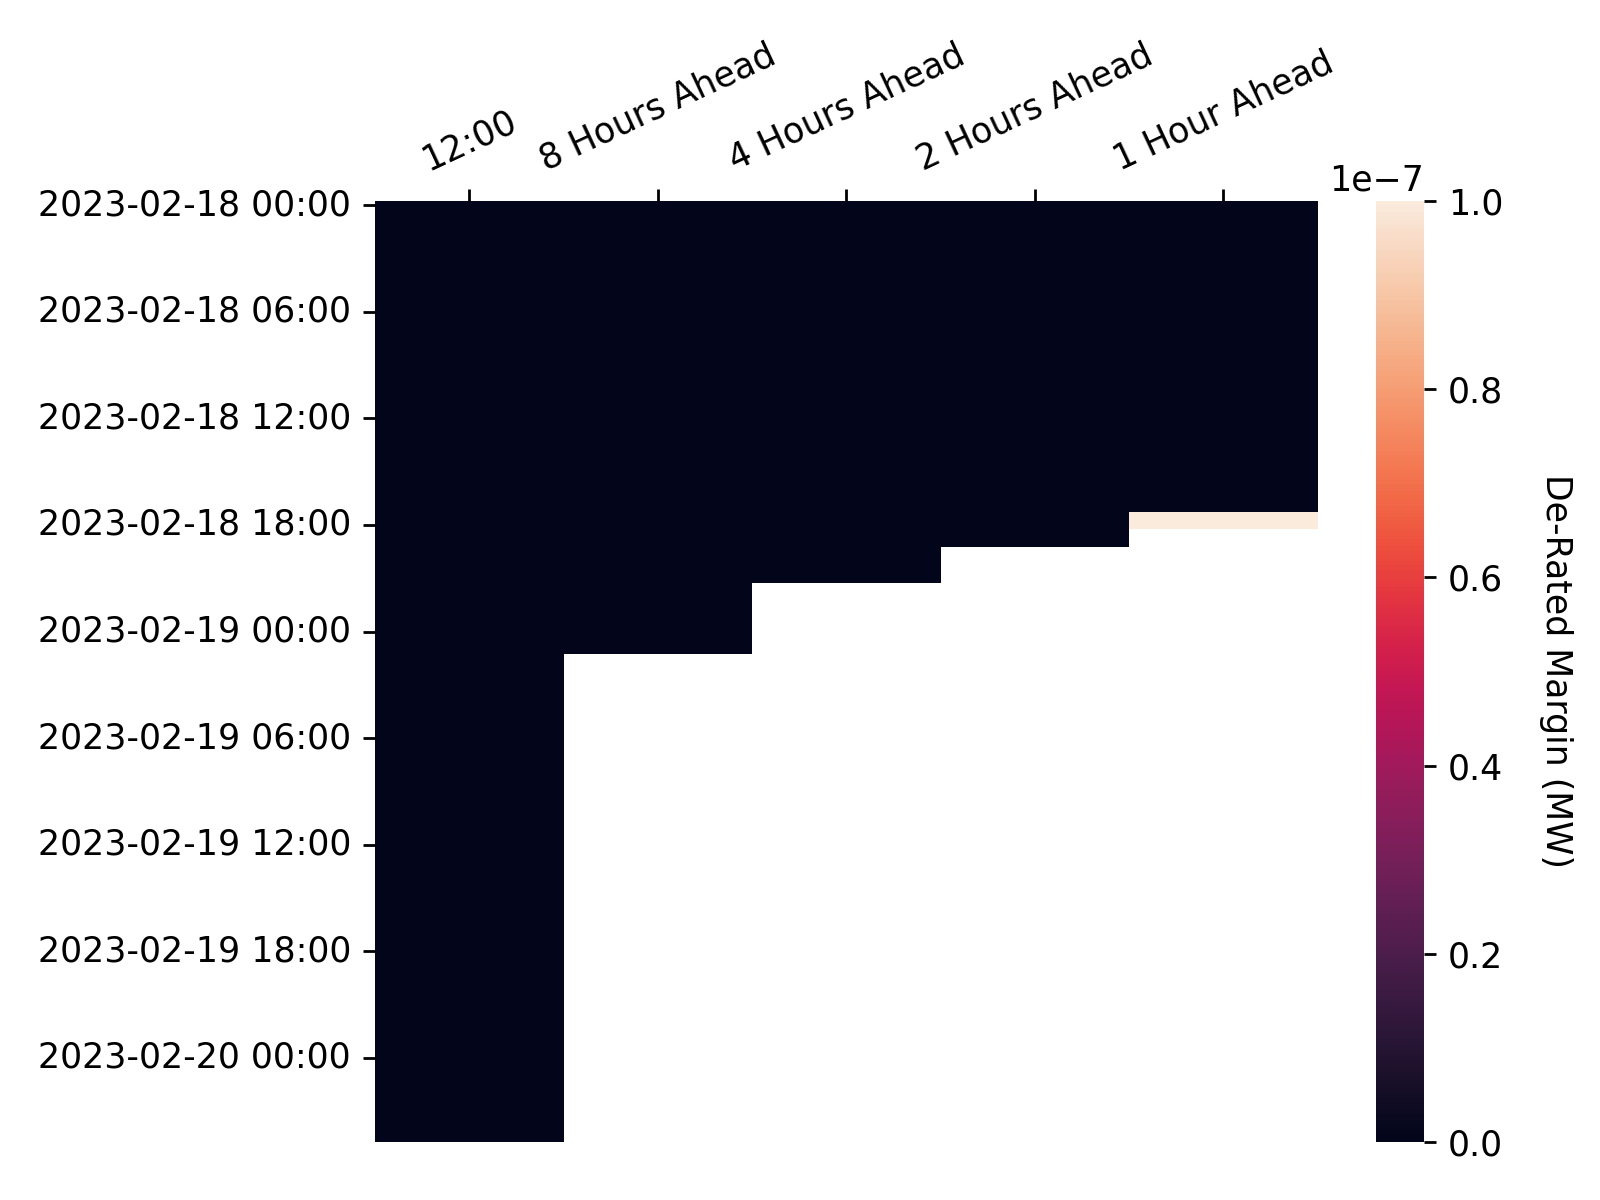 12:00
8 Hours Ahead
4 Hours Ahead
2 Hours Ahead
1 Hour Ahead
1e−7
2023-02-18 00:00
2023-02-18 06:00
2023-02-18 12:00
2023-02-18 18:00
2023-02-19 00:00
2023-02-19 06:00
2023-02-19 12:00
2023-02-19 18:00
2023-02-20 00:00
1.0
0.8
0.6
0.4
0.2
0.0
De-Rated Margin (MW)